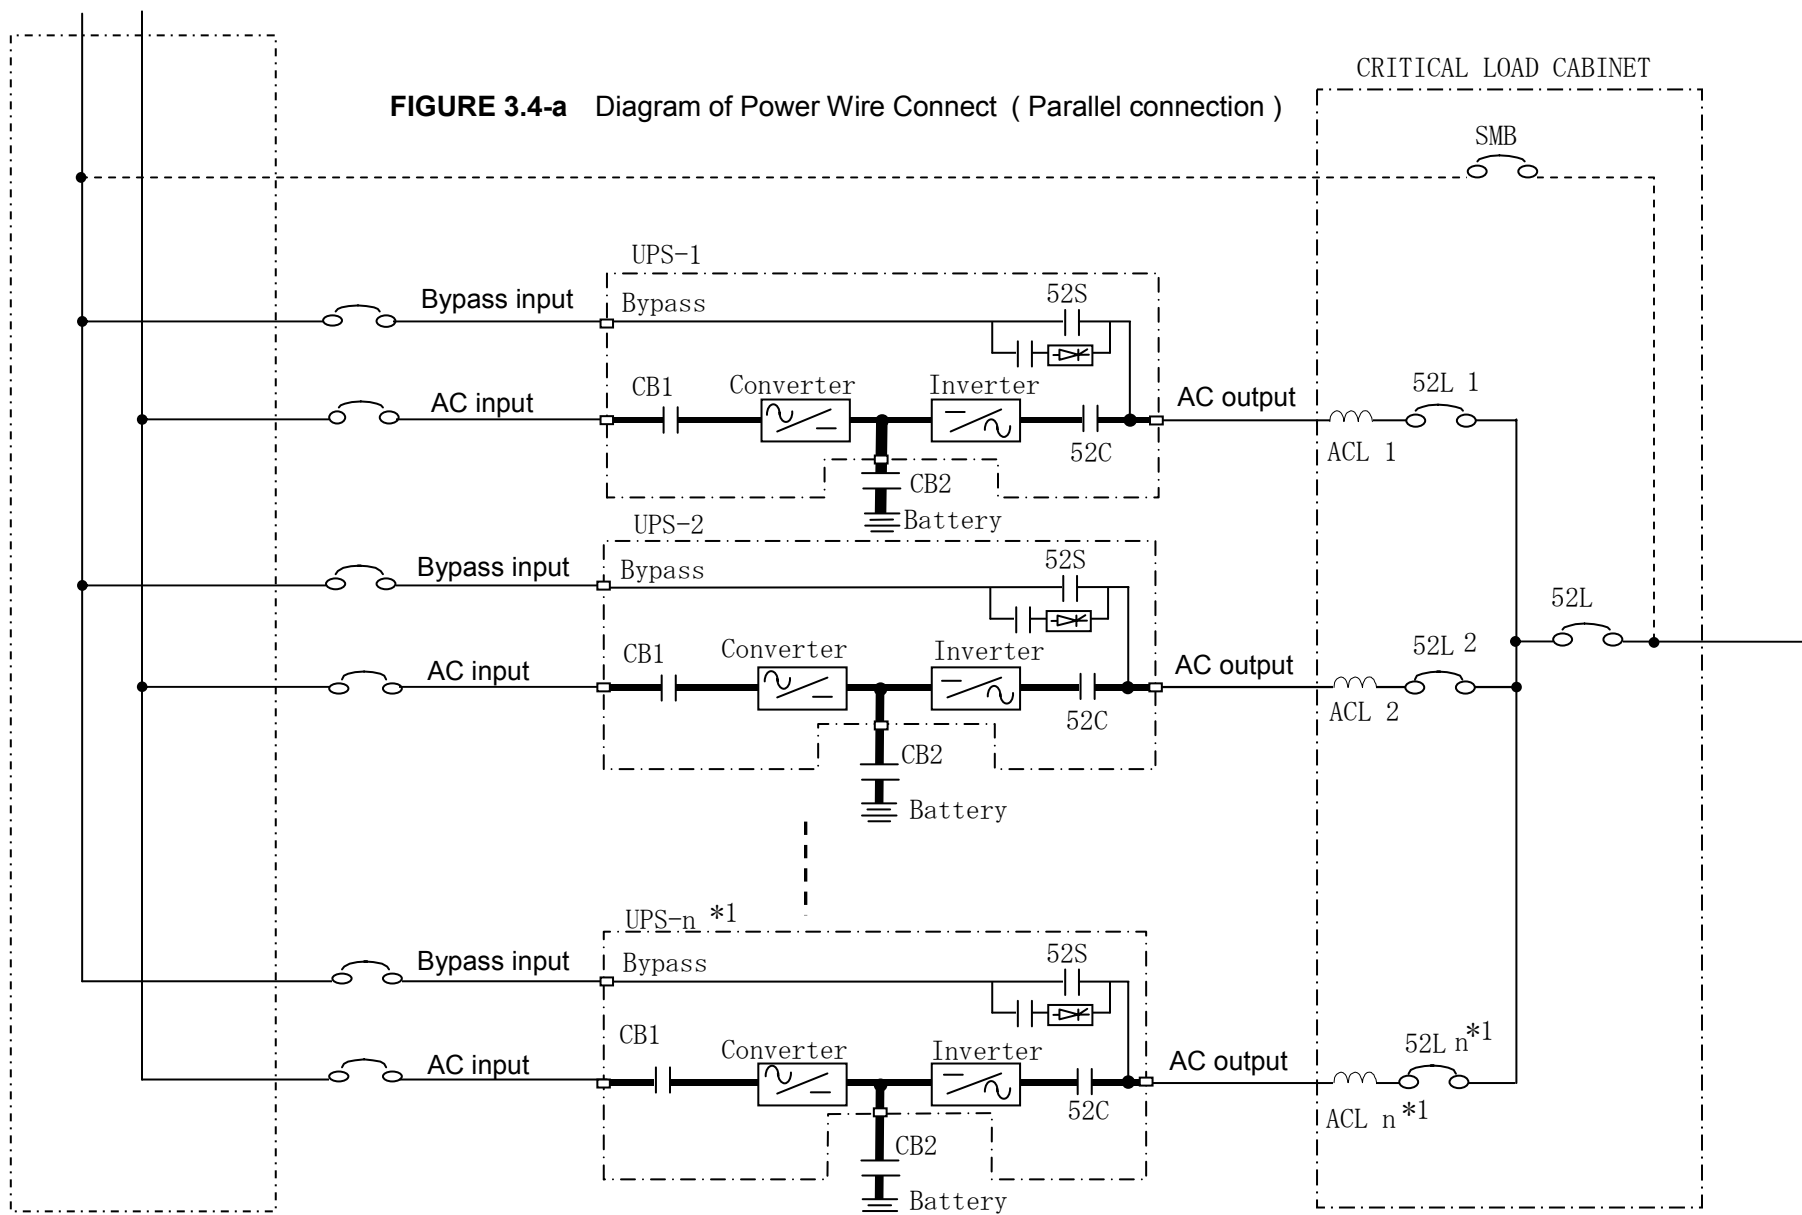 CRITICAL LOAD CABINET
FIGURE 3.4-a Diagram of Power Wire Connect ( Parallel connection )
SMB
UPS-1
Bypass input
Bypass
52S
AC input
CB1
Converter
Inverter
52C
AC output
ACL 1
52L 1
CB2
Battery
UPS-2
Bypass input
Bypass
52S
AC input
CB1
Converter
Inverter
52C
AC output
ACL 2
52L 2
52L
CB2
Battery
UPS-n *1
Bypass input
Bypass
52S
AC input
CB1
Converter
Inverter
52C
AC output
ACL n*1
52L n*1
CB2
Battery